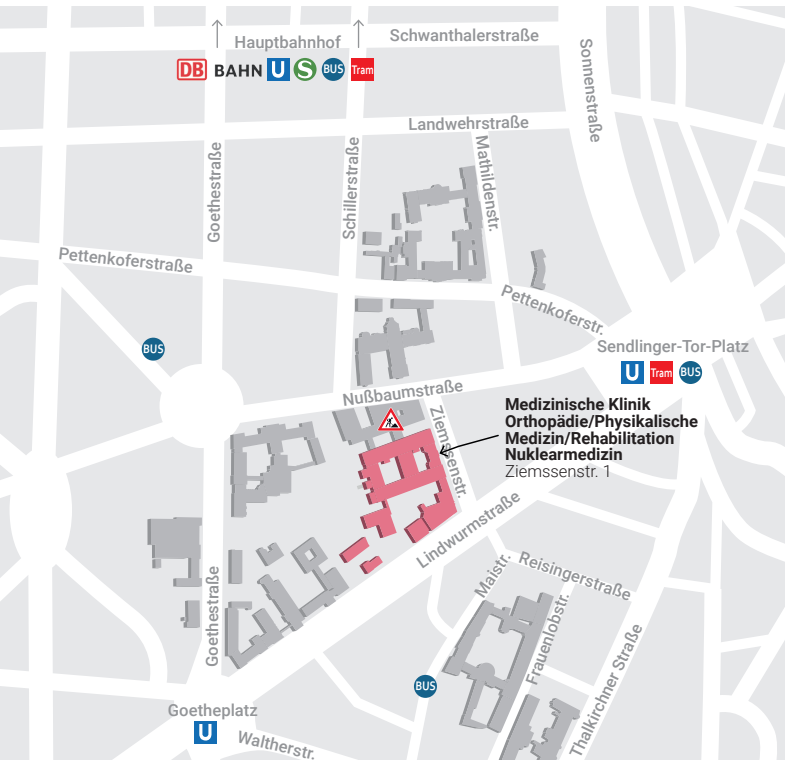 Hauptbahnhof
DB BAHN U S BUS Tram
Schwanthalerstraße
Sonnenstraße
Landwehrstraße
Goethestraße
Schillerstraße
Mathildenstr.
Pettenkoferstraße
Pettenkoferstr.
BUS
Sendlinger-Tor-Platz
U Tram BUS
Nußbaumstraße
Ziemssenstr.
Medizinische Klinik
Orthopädie/Physikalische
Medizin/Rehabilitation
Nuklearmedizin
Ziemssenstr. 1
Lindwurmstraße
Maistr.
Reisingerstraße
Goethestraße
Frauenlobstr.
Thalkirchner Straße
BUS
Goetheplatz
U
Waltherstr.